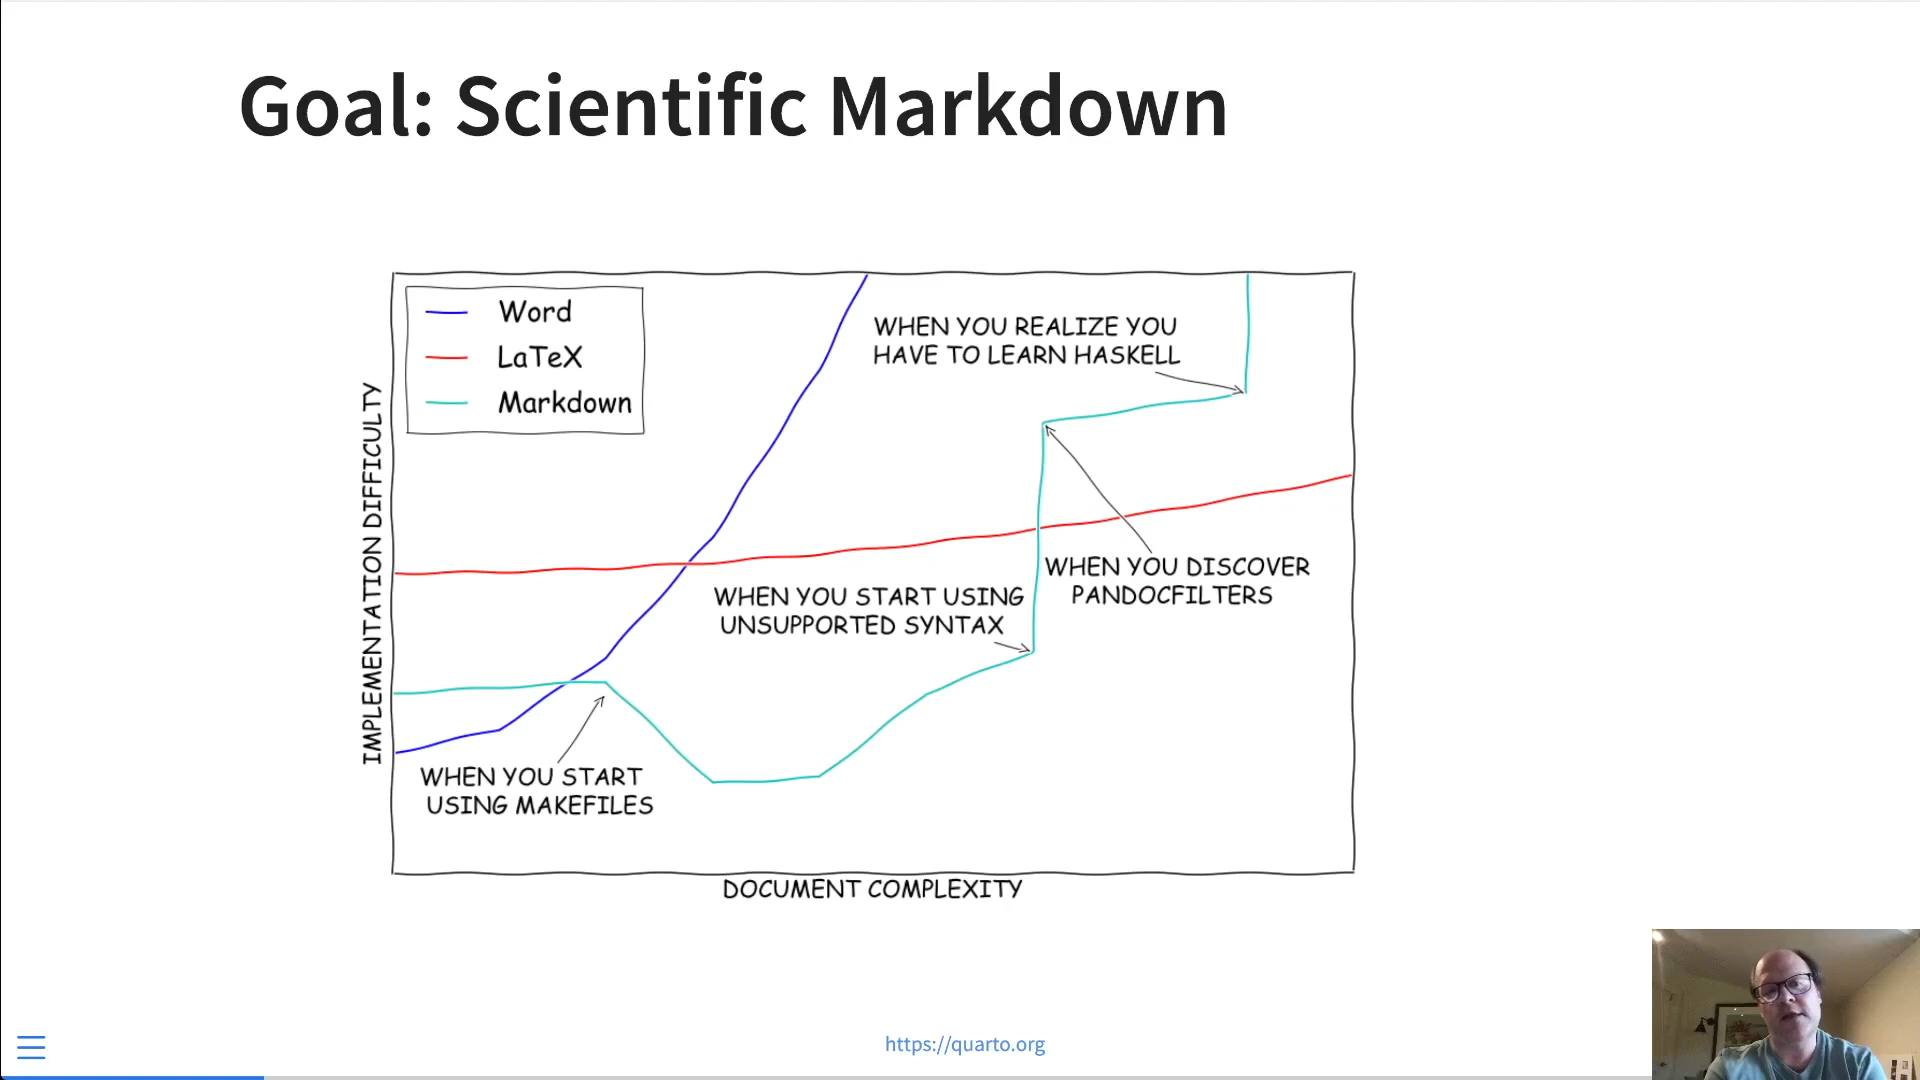 Goal: Scientific Markdown
Word
LaTeX
Markdown
WHEN YOU REALIZE YOU
HAVE TO LEARN HASKELL
IMPLEMENTATION DIFFICULTY
WHEN YOU DISCOVER
PANDOCFILTERS
WHEN YOU START USING
UNSUPPORTED SYNTAX
WHEN YOU START
USING MAKEFILES
DOCUMENT COMPLEXITY
https://quarto.org